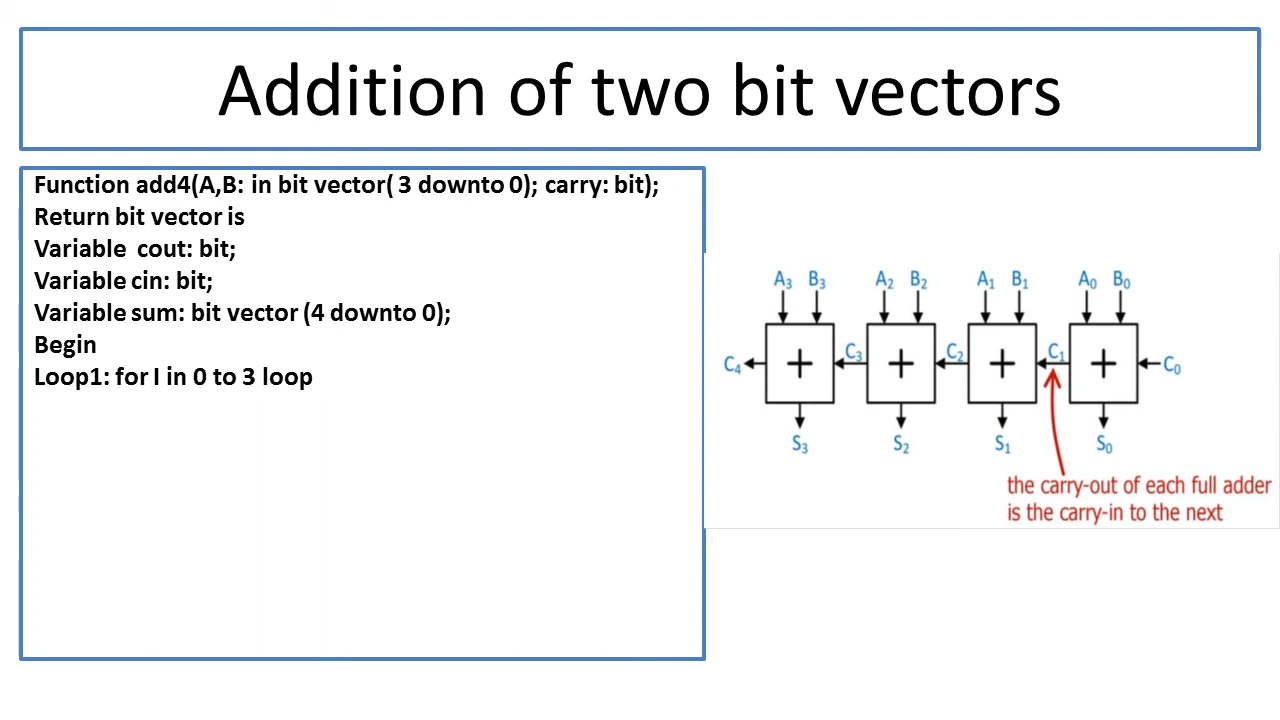 Addition of two bit vectors
Function add4(A,B: in bit vector( 3 downto 0); carry: bit);
Return bit vector is
Variable  cout: bit;
Variable cin: bit;
Variable sum: bit vector (4 downto 0);
Begin
Loop1: for I in 0 to 3 loop
A₃ B₃ A₂ B₂ A₁ B₁ A₀ B₀
C₄ + C₃ + C₂ + C₁ + C₀
S₃ S₂ S₁ S₀
the carry-out of each full adder
is the carry-in to the next